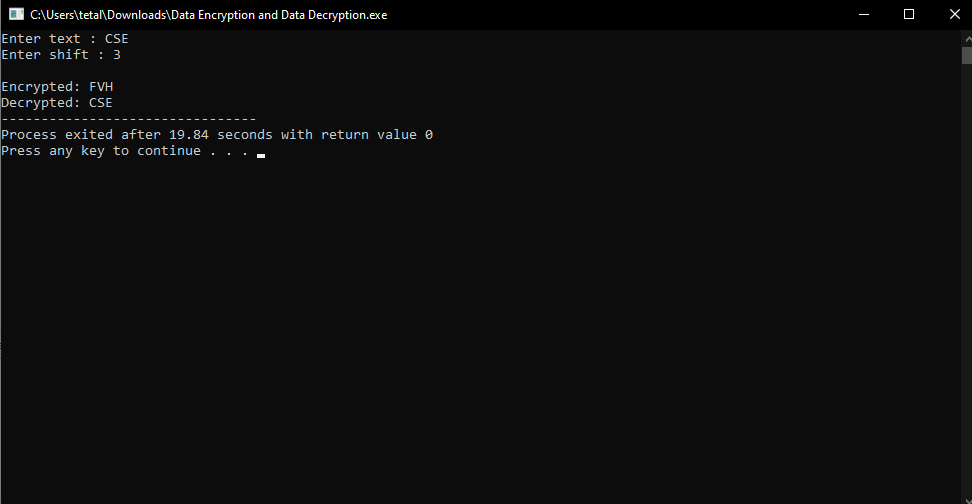 C:\Users\tetal\Downloads\Data Encryption and Data Decryption.exe
Enter text : CSE
Enter shift : 3
Encrypted: FVH
Decrypted: CSE
--------------------------------
Process exited after 19.84 seconds with return value 0
Press any key to continue . . .